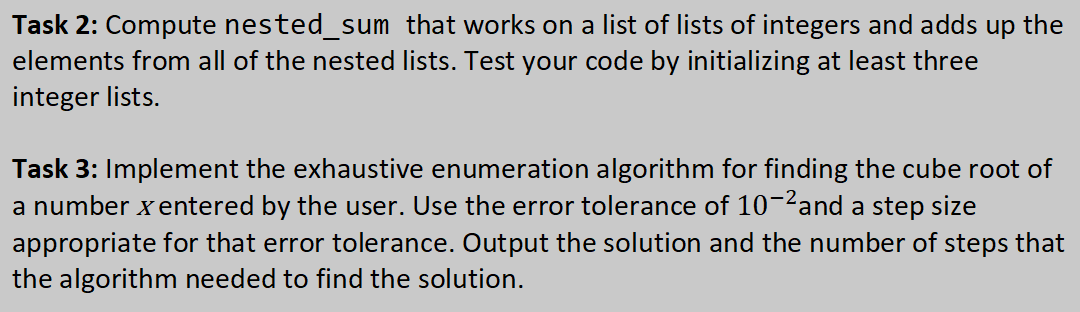 Task 2: Compute nested_sum that works on a list of lists of integers and adds up the
elements from all of the nested lists. Test your code by initializing at least three
integer lists.
Task 3: Implement the exhaustive enumeration algorithm for finding the cube root of
a number x entered by the user. Use the error tolerance of 10⁻² and a step size
appropriate for that error tolerance. Output the solution and the number of steps that
the algorithm needed to find the solution.